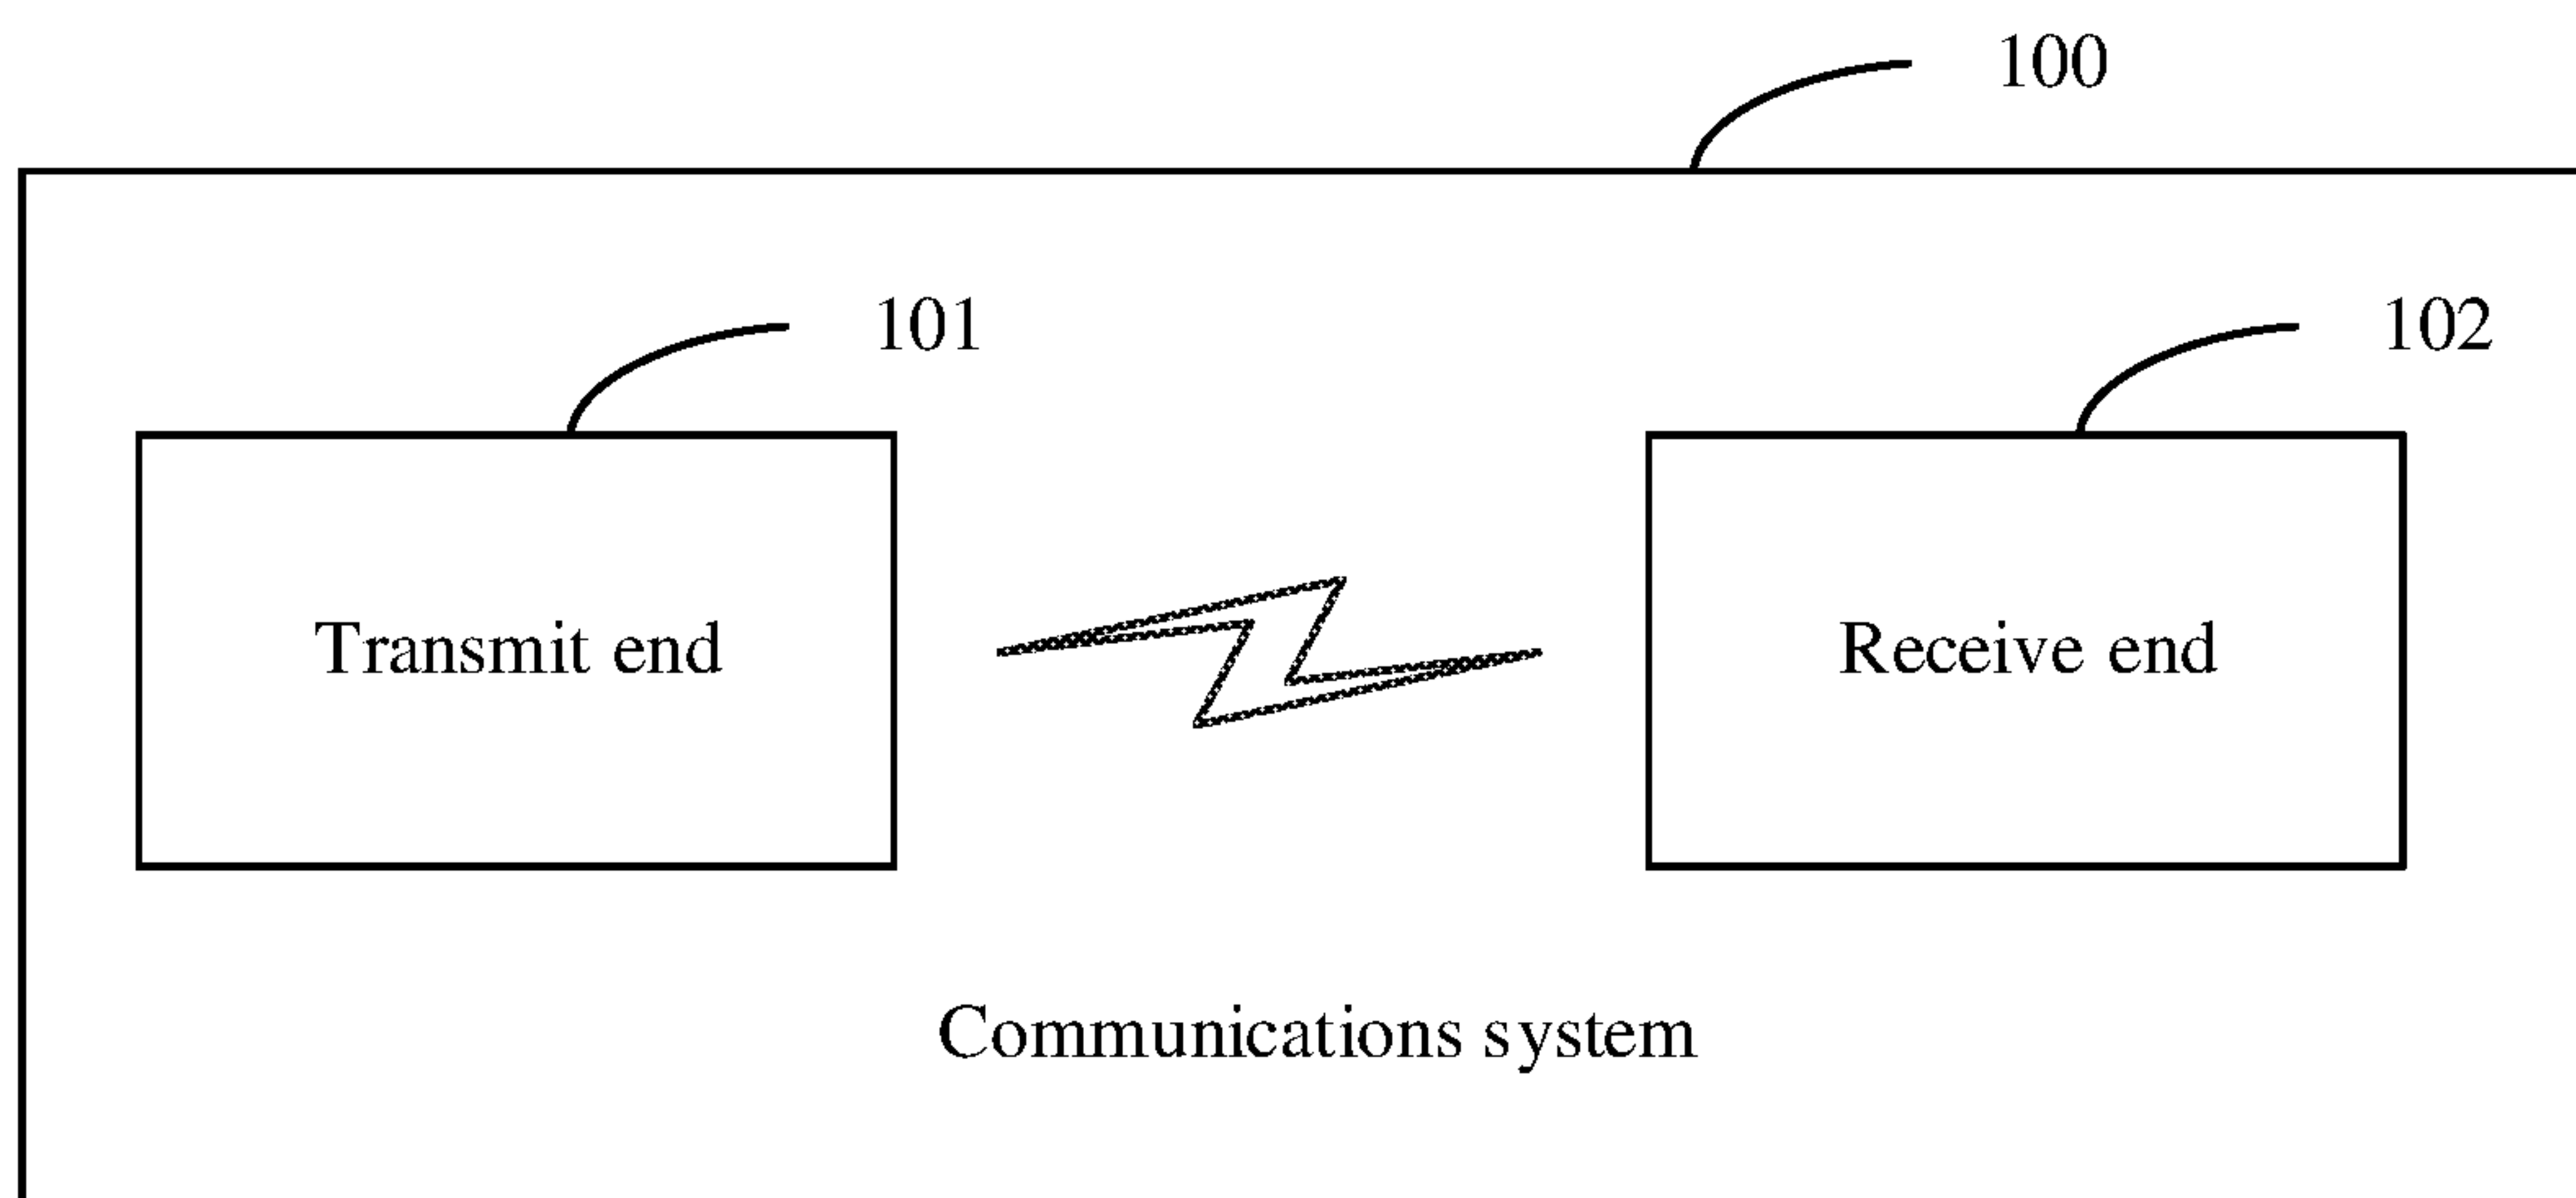 100
101
102
Transmit end
Receive end
Communications system